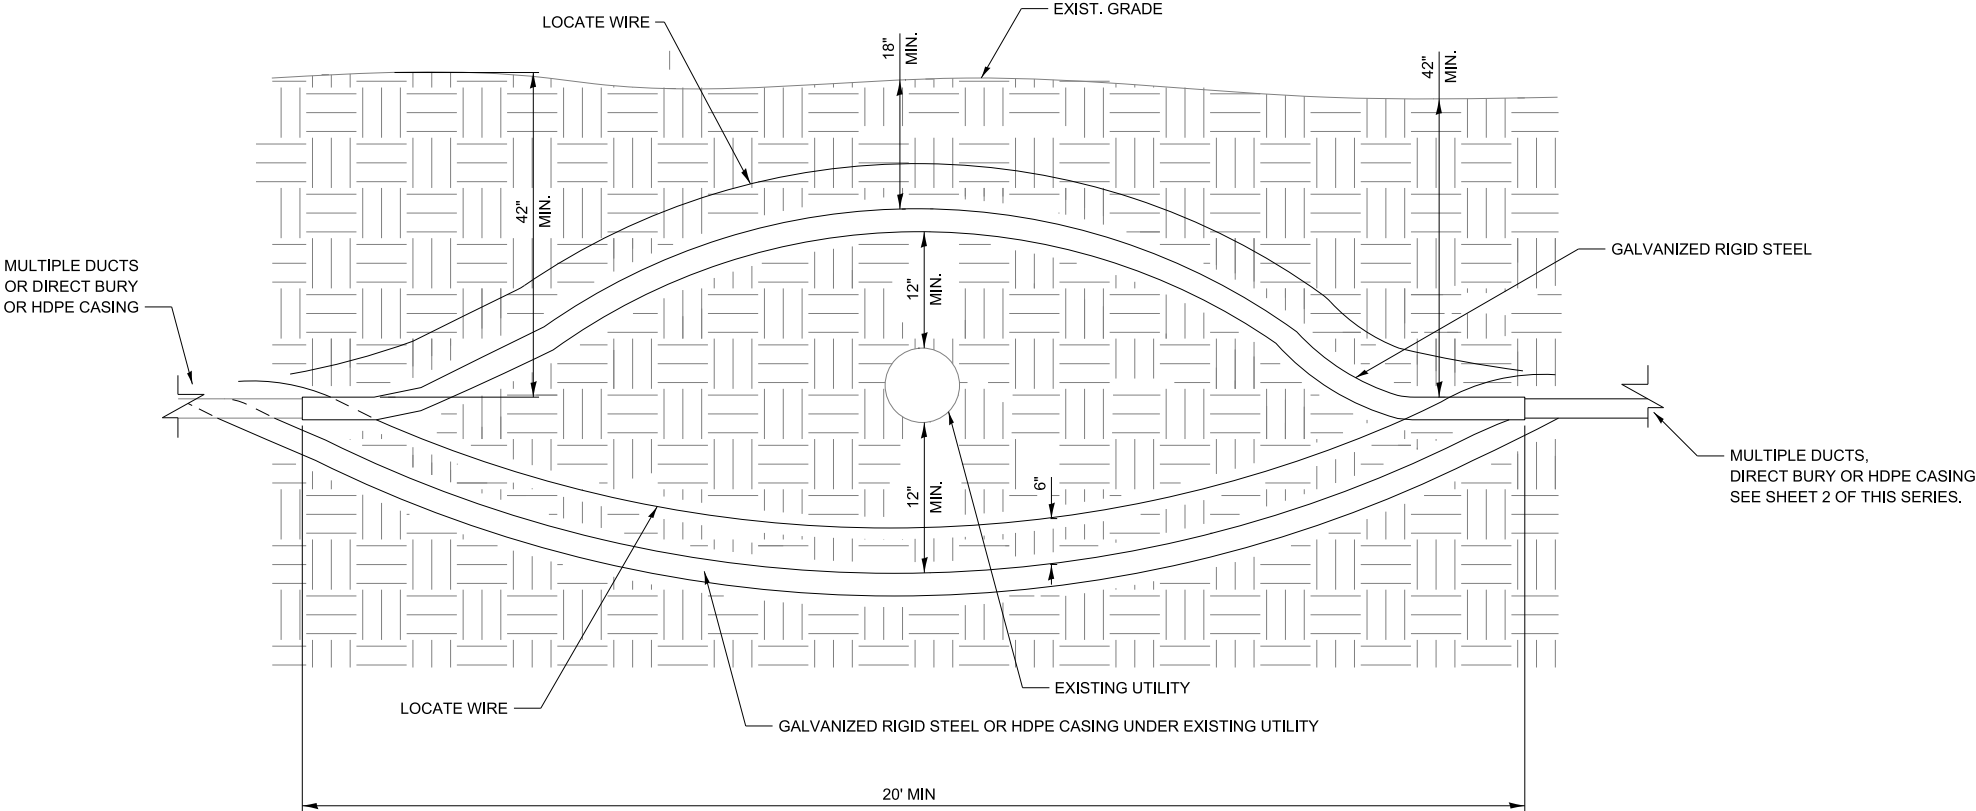 EXIST. GRADE
LOCATE WIRE
18"
MIN.
42"
MIN.
42"
MIN.
GALVANIZED RIGID STEEL
MULTIPLE DUCTS
OR DIRECT BURY
OR HDPE CASING
12"
MIN.
MULTIPLE DUCTS,
DIRECT BURY OR HDPE CASING
SEE SHEET 2 OF THIS SERIES.
12"
MIN.
6"
EXISTING UTILITY
LOCATE WIRE
GALVANIZED RIGID STEEL OR HDPE CASING UNDER EXISTING UTILITY
20' MIN